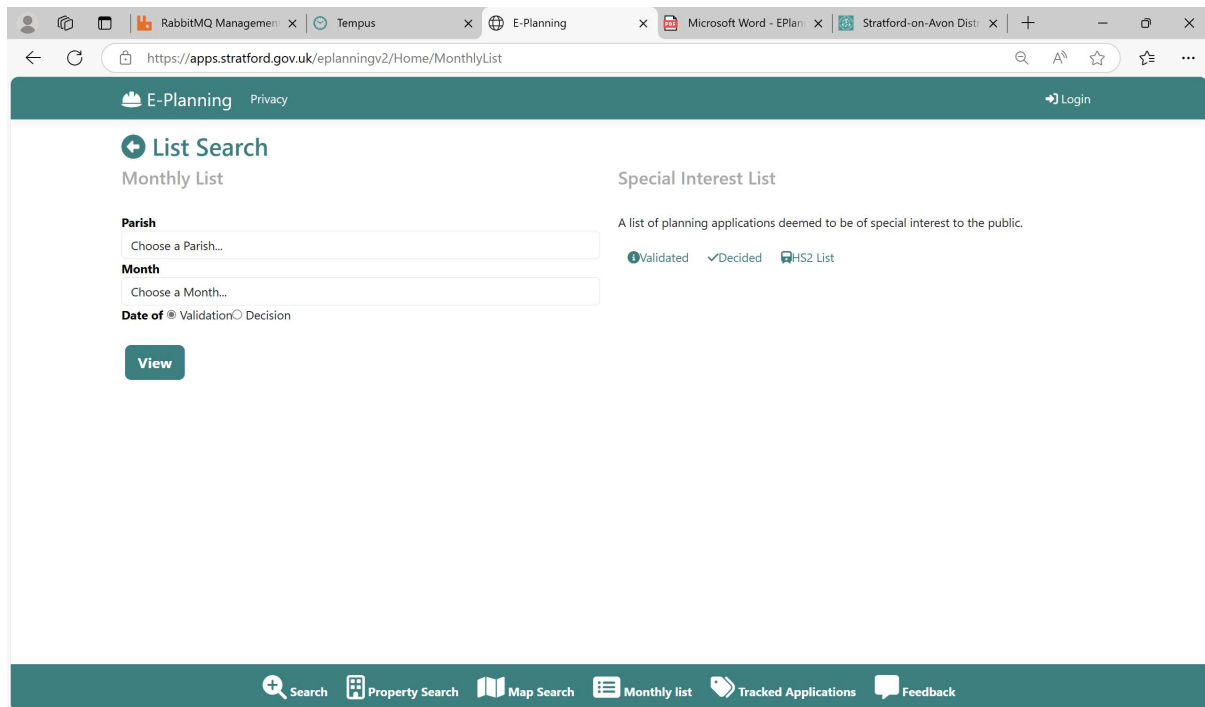 RabbitMQ Management
Tempus
E-Planning
Microsoft Word - EPlan
Stratford-on-Avon Distr
https://apps.stratford.gov.uk/eplanningv2/Home/MonthlyList
E-Planning Privacy Login
List Search
Monthly List
Parish
Choose a Parish...
Month
Choose a Month...
Date of Validation Decision
View
Special Interest List
A list of planning applications deemed to be of special interest to the public.
Validated Decided HS2 List
Search Property Search Map Search Monthly list Tracked Applications Feedback